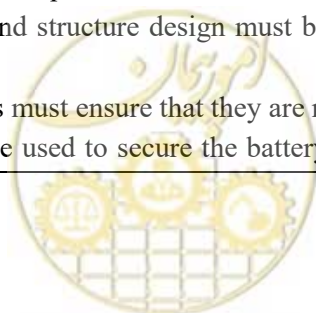 nd structure design must b
s must ensure that they are r
e used to secure the battery